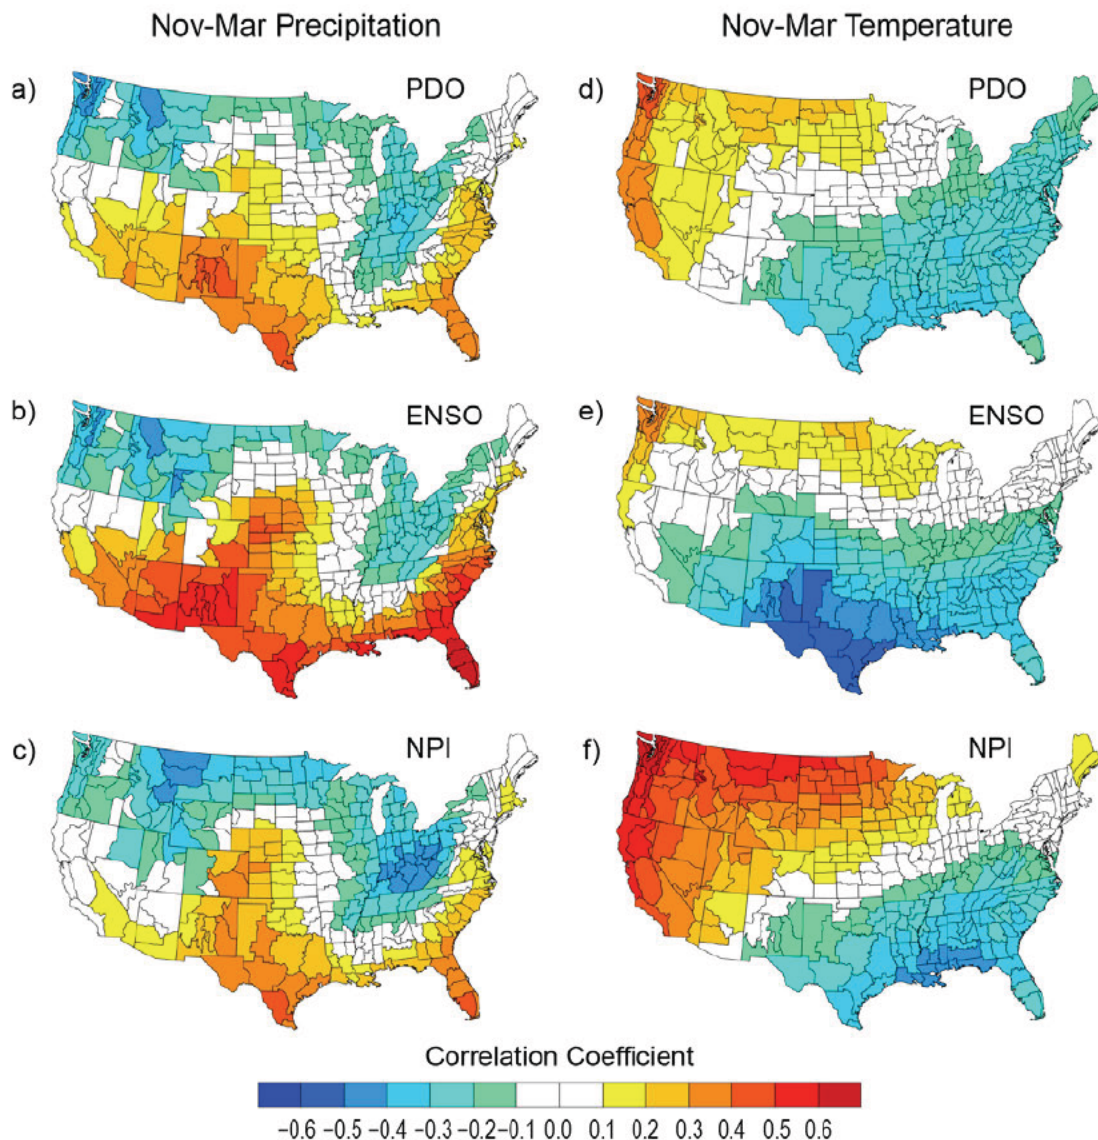 Nov-Mar Precipitation
Nov-Mar Temperature
a)
PDO
d)
PDO
b)
ENSO
e)
ENSO
c)
NPI
f)
NPI
Correlation Coefficient
−0.6 −0.5 −0.4 −0.3 −0.2 −0.1 0.0 0.1 0.2 0.3 0.4 0.5 0.6